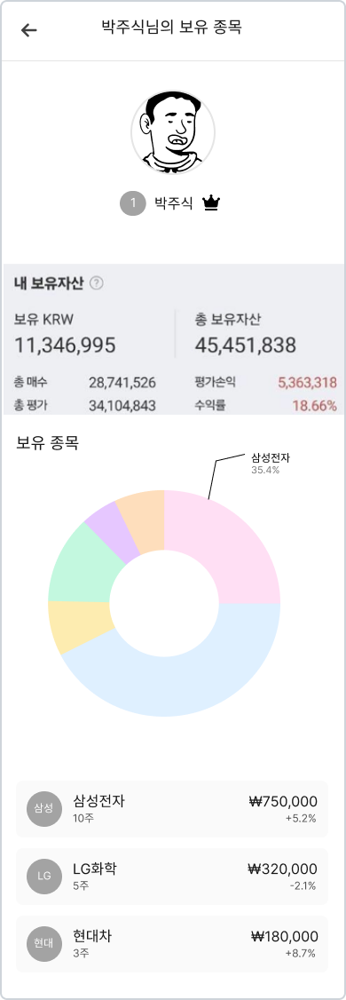 박주식님의 보유 종목
1 박주식
내 보유자산 ?
보유 KRW 총 보유자산
11,346,995 45,451,838
총 매수 28,741,526 평가손익 5,363,318
총 평가 34,104,843 수익률 18.66%
보유 종목
삼성전자
35.4%
삼성 삼성전자 ₩750,000
10주 +5.2%
LG LG화학 ₩320,000
5주 -2.1%
현대 현대차 ₩180,000
3주 +8.7%